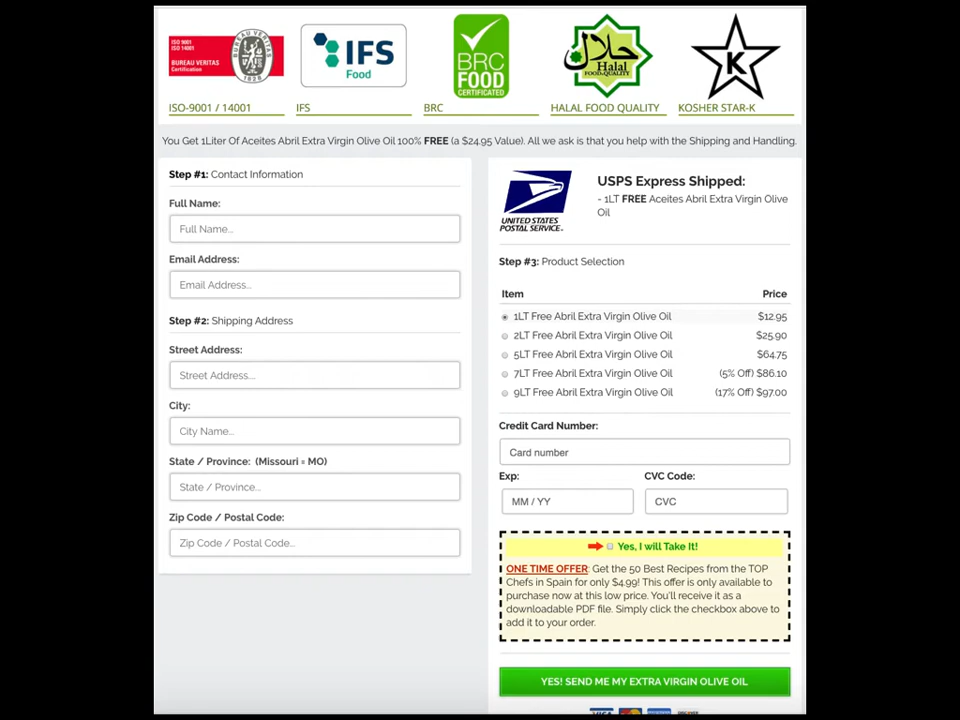 ISO 9001
ISO 14001
BUREAU VERITAS
Certification
BUREAU VERITAS
1828
IFS
Food
BRC
FOOD
CERTIFICATED
حلال
Halal
FOOD QUALITY
K
ISO-9001 / 14001
IFS
BRC
HALAL FOOD QUALITY
KOSHER STAR-K
You Get 1Liter Of Aceites Abril Extra Virgin Olive Oil 100% FREE (a $24.95 Value). All we ask is that you help with the Shipping and Handling.
Step #1: Contact Information
Full Name:
Full Name...
Email Address:
Email Address...
Step #2: Shipping Address
Street Address:
Street Address...
City:
City Name...
State / Province: (Missouri = MO)
State / Province...
Zip Code / Postal Code:
Zip Code / Postal Code...
UNITED STATES
POSTAL SERVICE
USPS Express Shipped:
- 1LT FREE Aceites Abril Extra Virgin Olive
Oil
Step #3: Product Selection
Item Price
1LT Free Abril Extra Virgin Olive Oil $12.95
2LT Free Abril Extra Virgin Olive Oil $25.90
5LT Free Abril Extra Virgin Olive Oil $64.75
7LT Free Abril Extra Virgin Olive Oil (5% Off) $86.10
9LT Free Abril Extra Virgin Olive Oil (17% Off) $97.00
Credit Card Number:
Card number
Exp: CVC Code:
MM / YY CVC
Yes, I will Take It!
ONE TIME OFFER: Get the 50 Best Recipes from the TOP
Chefs in Spain for only $4.99! This offer is only available to
purchase now at this low price. You'll receive it as a
downloadable PDF file. Simply click the checkbox above to
add it to your order.
YES! SEND ME MY EXTRA VIRGIN OLIVE OIL